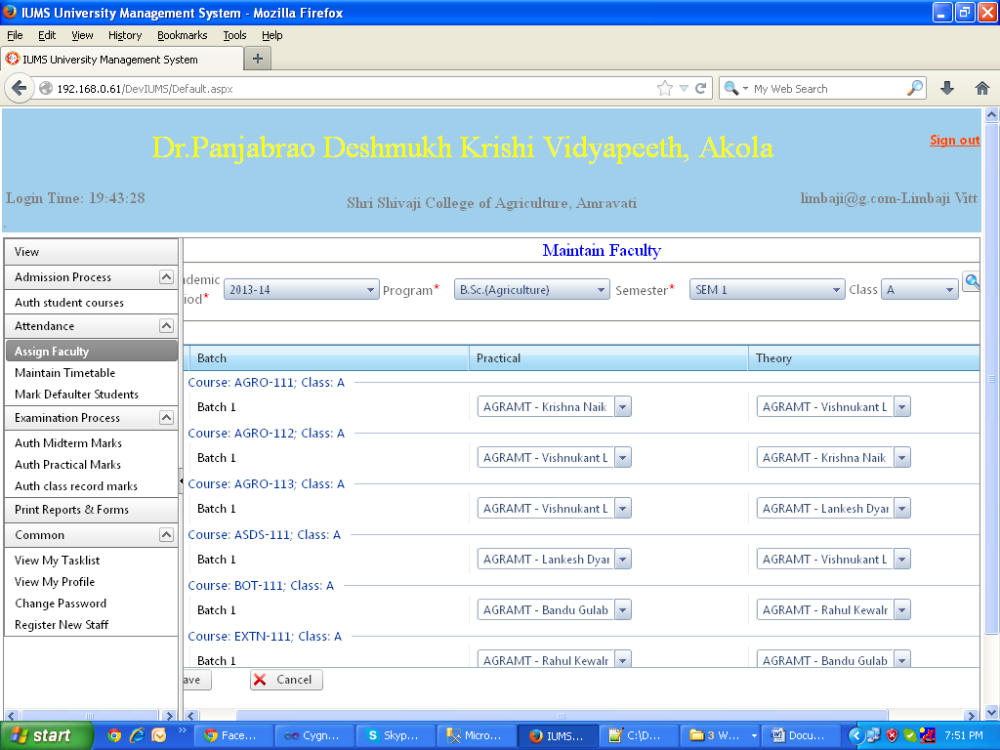 IUMS University Management System - Mozilla Firefox
File Edit View History Bookmarks Tools Help
IUMS University Management System
192.168.0.61/DevIUMS/Default.aspx
My Web Search
Dr.Panjabrao Deshmukh Krishi Vidyapeeth, Akola
Sign out
Login Time: 19:43:28
Shri Shivaji College of Agriculture, Amravati
limbaji@g.com-Limbaji Vitt
View
Admission Process
Auth student courses
Attendance
Assign Faculty
Maintain Timetable
Mark Defaulter Students
Examination Process
Auth Midterm Marks
Auth Practical Marks
Auth class record marks
Print Reports & Forms
Common
View My Tasklist
View My Profile
Change Password
Register New Staff
Maintain Faculty
demic
iod* 2013-14 Program* B.Sc.(Agriculture) Semester* SEM 1 Class A
Batch Practical Theory
Course: AGRO-111; Class: A
Batch 1 AGRAMT - Krishna Naik AGRAMT - Vishnukant L
Course: AGRO-112; Class: A
Batch 1 AGRAMT - Vishnukant L AGRAMT - Krishna Naik
Course: AGRO-113; Class: A
Batch 1 AGRAMT - Vishnukant L AGRAMT - Lankesh Dyar
Course: ASDS-111; Class: A
Batch 1 AGRAMT - Lankesh Dyar AGRAMT - Vishnukant L
Course: BOT-111; Class: A
Batch 1 AGRAMT - Bandu Gulab AGRAMT - Rahul Kewalr
Course: EXTN-111; Class: A
Batch 1 AGRAMT - Rahul Kewalr AGRAMT - Bandu Gulab
ave Cancel
start Face... Cygn... Skyp... Micro... IUMS... C:\D... 3 W... Docu... 7:51 PM